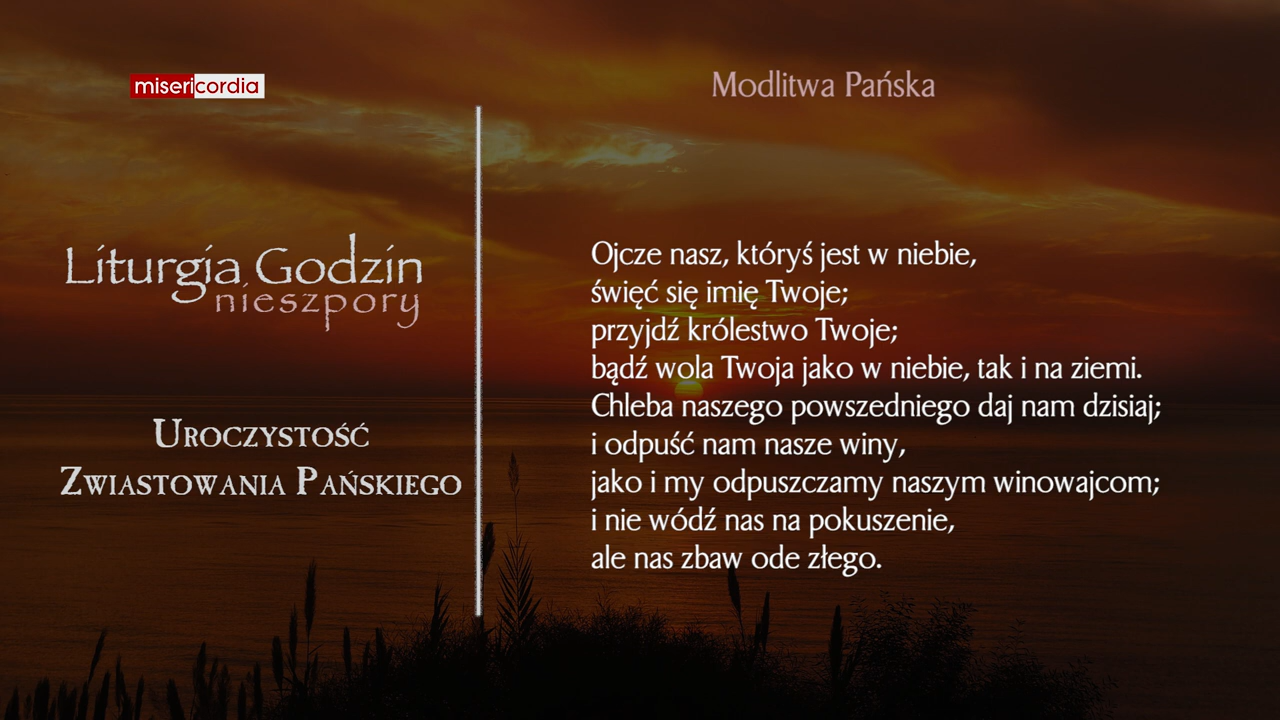 misericordia
Liturgia Godzin
nieszpory
Uroczystość
Zwiastowania Pańskiego
Modlitwa Pańska
Ojcze nasz, któryś jest w niebie,
święć się imię Twoje;
przyjdź królestwo Twoje;
bądź wola Twoja jako w niebie, tak i na ziemi.
Chleba naszego powszedniego daj nam dzisiaj;
i odpuść nam nasze winy,
jako i my odpuszczamy naszym winowajcom;
i nie wódź nas na pokuszenie,
ale nas zbaw ode złego.